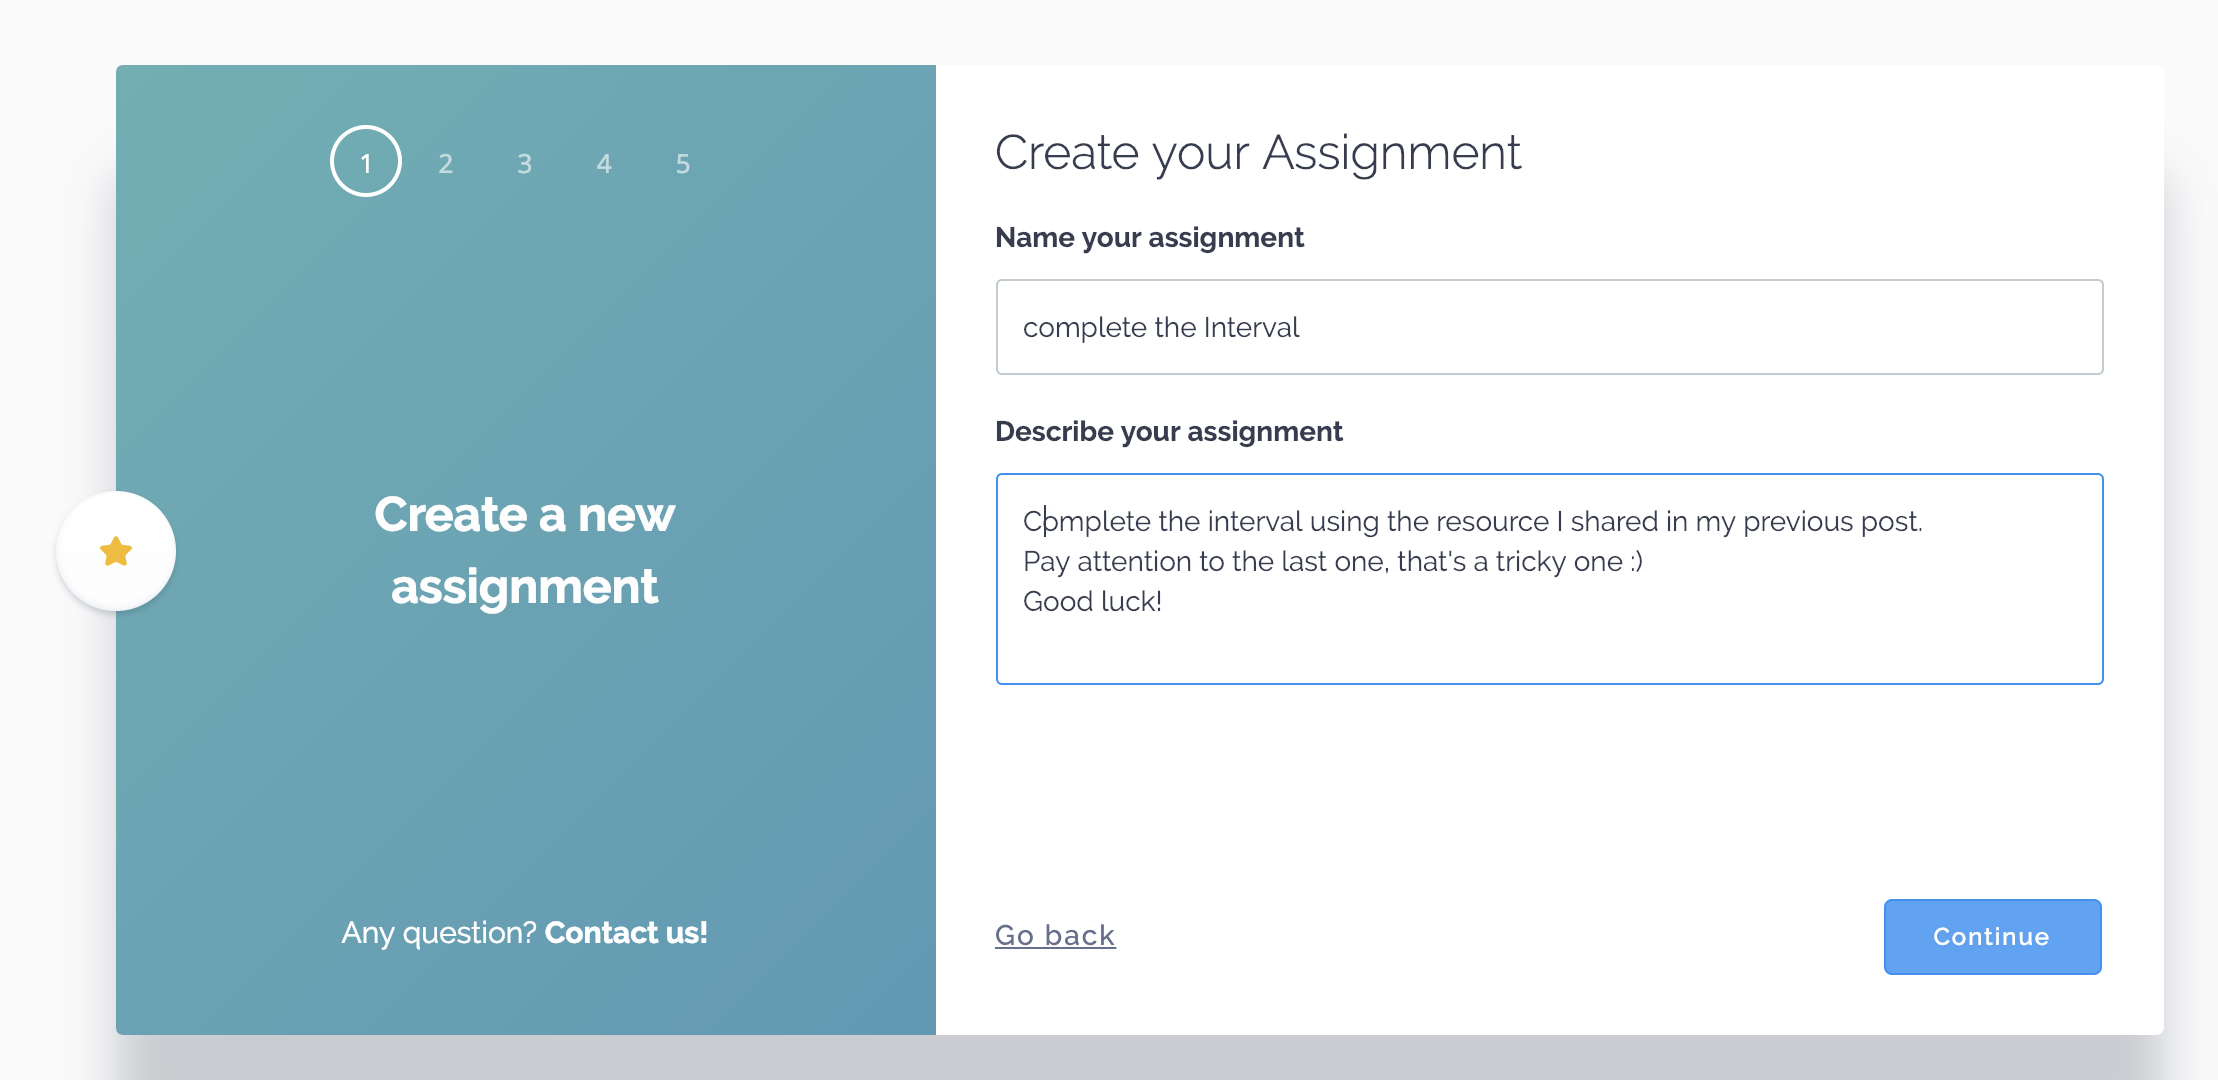 1 2 3 4 5
Create a new
assignment
Any question? Contact us!
Create your Assignment
Name your assignment
complete the Interval
Describe your assignment
Complete the interval using the resource I shared in my previous post.
Pay attention to the last one, that's a tricky one :)
Good luck!
Go back
Continue